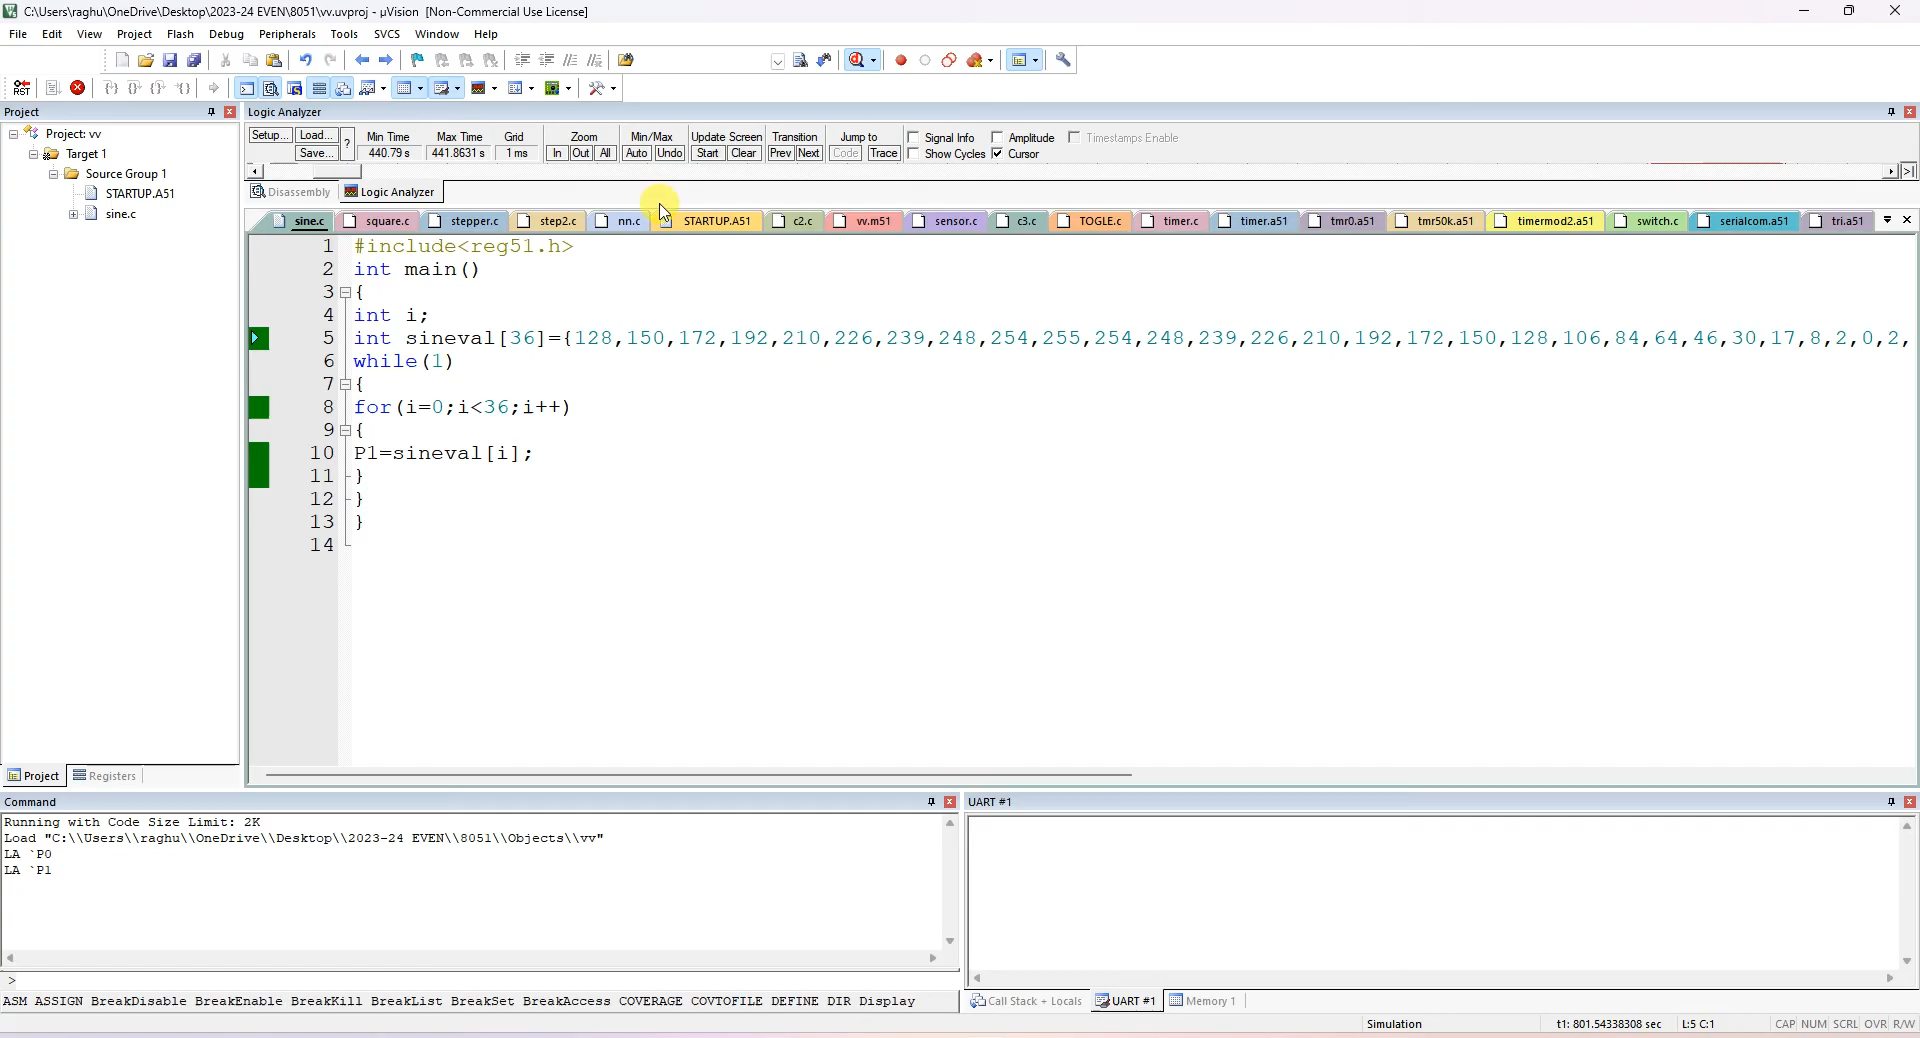 C:\Users\raghu\OneDrive\Desktop\2023-24 EVEN\8051\vv.uvproj - µVision [Non-Commercial Use License]
File Edit View Project Flash Debug Peripherals Tools SVCS Window Help
RST
Project
Logic Analyzer
Project: vv
Target 1
Source Group 1
STARTUP.A51
sine.c
Setup... Load... ? Min Time Max Time Grid Zoom Min/Max Update Screen Transition Jump to Signal Info Amplitude Timestamps Enable
Save... 440.79 s 441.8631 s 1 ms In Out All Auto Undo Start Clear Prev Next Code Trace Show Cycles Cursor
Disassembly Logic Analyzer
sine.c square.c stepper.c step2.c nn.c STARTUP.A51 c2.c vv.m51 sensor.c c3.c TOGLE.c timer.c timer.a51 tmr0.a51 tmr50k.a51 timermod2.a51 switch.c serialcom.a51 tri.a51
1 #include<reg51.h>
2 int main()
3 {
4 int i;
5 int sineval[36]={128,150,172,192,210,226,239,248,254,255,254,248,239,226,210,192,172,150,128,106,84,64,46,30,17,8,2,0,2,
6 while(1)
7 {
8 for(i=0;i<36;i++)
9 {
10 P1=sineval[i];
11 }
12 }
13 }
14
Project Registers
Command
Running with Code Size Limit: 2K
Load "C:\\Users\\raghu\\OneDrive\\Desktop\\2023-24 EVEN\\8051\\Objects\\vv"
LA `P0
LA `P1
>
ASM ASSIGN BreakDisable BreakEnable BreakKill BreakList BreakSet BreakAccess COVERAGE COVTOFILE DEFINE DIR Display
UART #1
Call Stack + Locals UART #1 Memory 1
Simulation t1: 801.54338308 sec L:5 C:1 CAP NUM SCRL OVR R/W